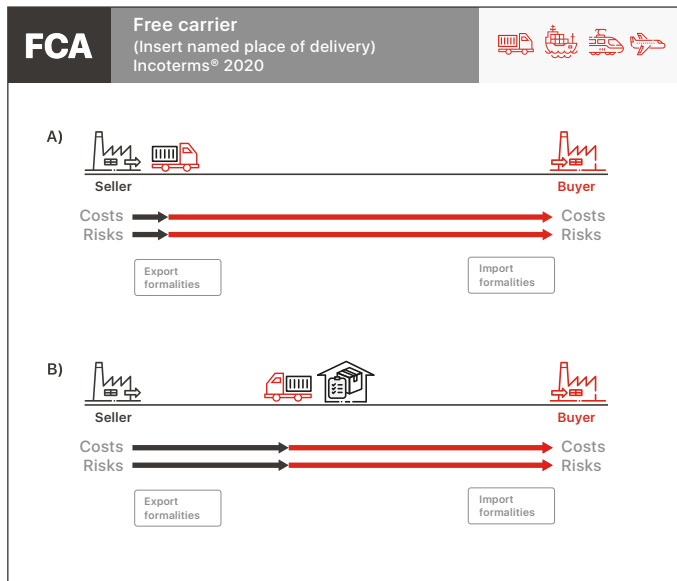 FCA
Free carrier
(Insert named place of delivery)
Incoterms® 2020
A)
Seller
Buyer
Costs
Costs
Risks
Risks
Export
formalities
Import
formalities
B)
Seller
Buyer
Costs
Costs
Risks
Risks
Export
formalities
Import
formalities